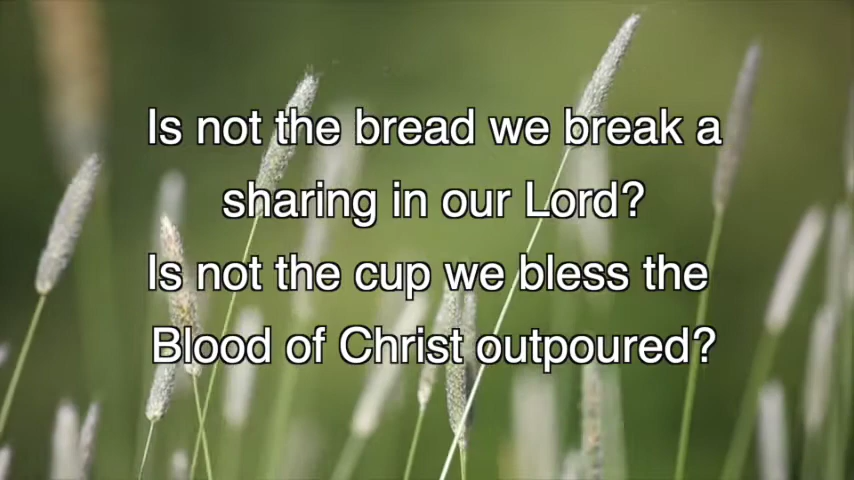 Is not the bread we break a
sharing in our Lord?
Is not the cup we bless the
Blood of Christ outpoured?